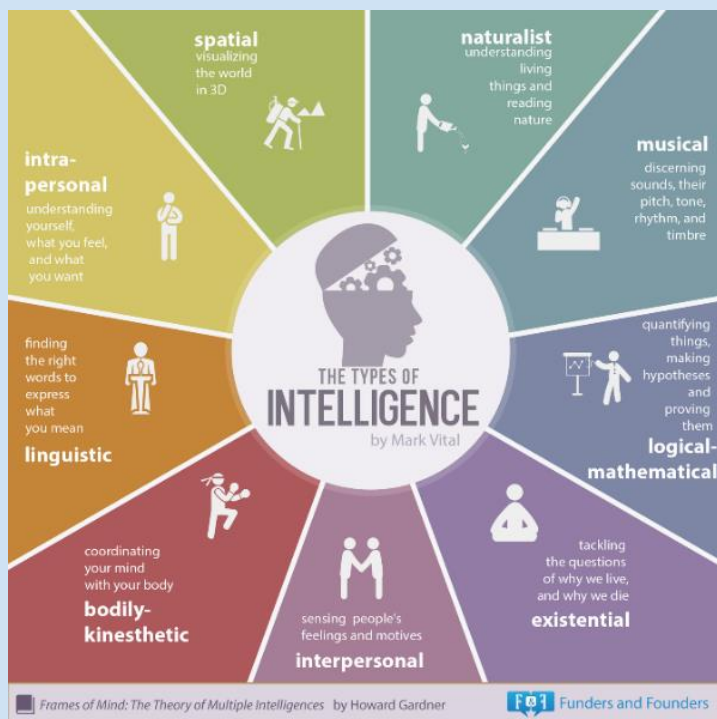 spatial
visualizing
the world
in 3D
naturalist
understanding
living
things and
reading
nature
musical
discerning
sounds, their
pitch, tone,
rhythm, and
timbre
quantifying
things,
making
hypotheses
and
proving
them
logical-
mathematical
tackling
the questions
of why we live,
and why we die
existential
sensing people's
feelings and motives
interpersonal
coordinating
your mind
with your body
bodily-
kinesthetic
finding
the right
words to
express
what
you mean
linguistic
intra-
personal
understanding
yourself,
what you feel,
and what
you want
THE TYPES OF
INTELLIGENCE
by Mark Vital
Frames of Mind: The Theory of Multiple Intelligences by Howard Gardner
F&F Funders and Founders